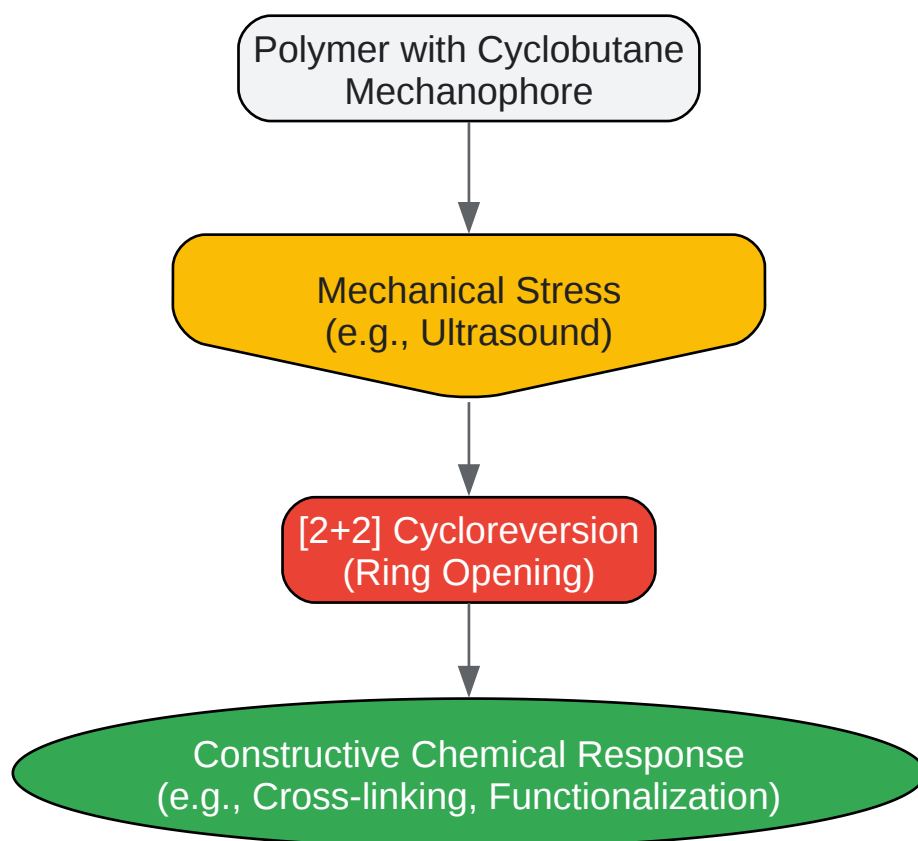 Polymer with Cyclobutane
Mechanophore
Mechanical Stress
(e.g., Ultrasound)
[2+2] Cycloreversion
(Ring Opening)
Constructive Chemical Response
(e.g., Cross-linking, Functionalization)